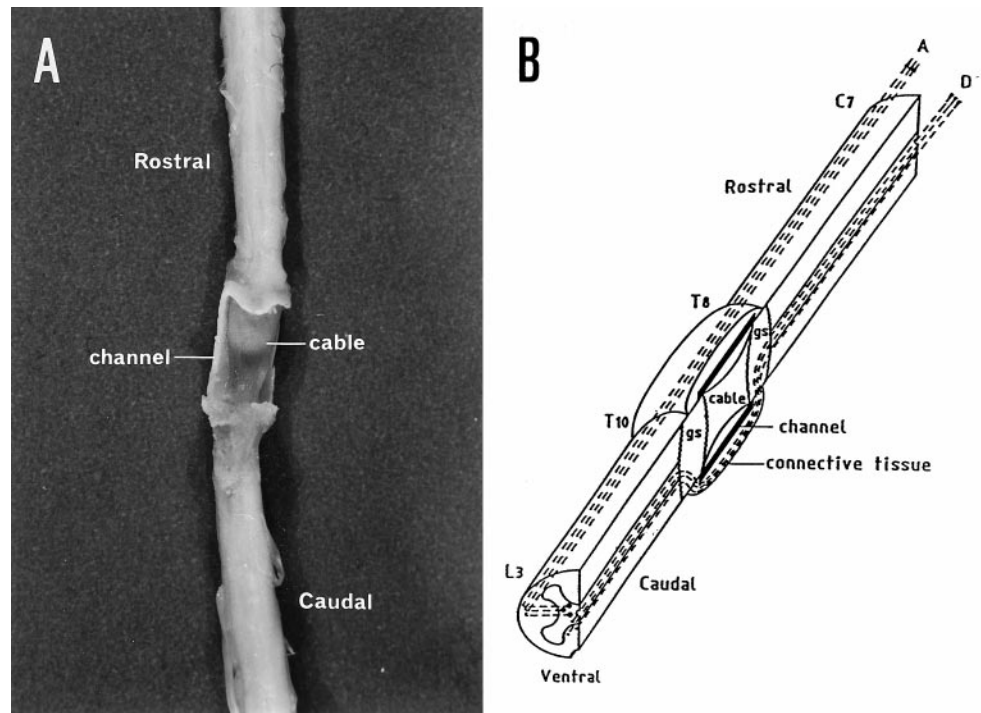 A
Rostral
channel
cable
Caudal
B
A
D
C7
Rostral
T8
gs
cable
T10
gs
channel
connective tissue
L3
Caudal
Ventral